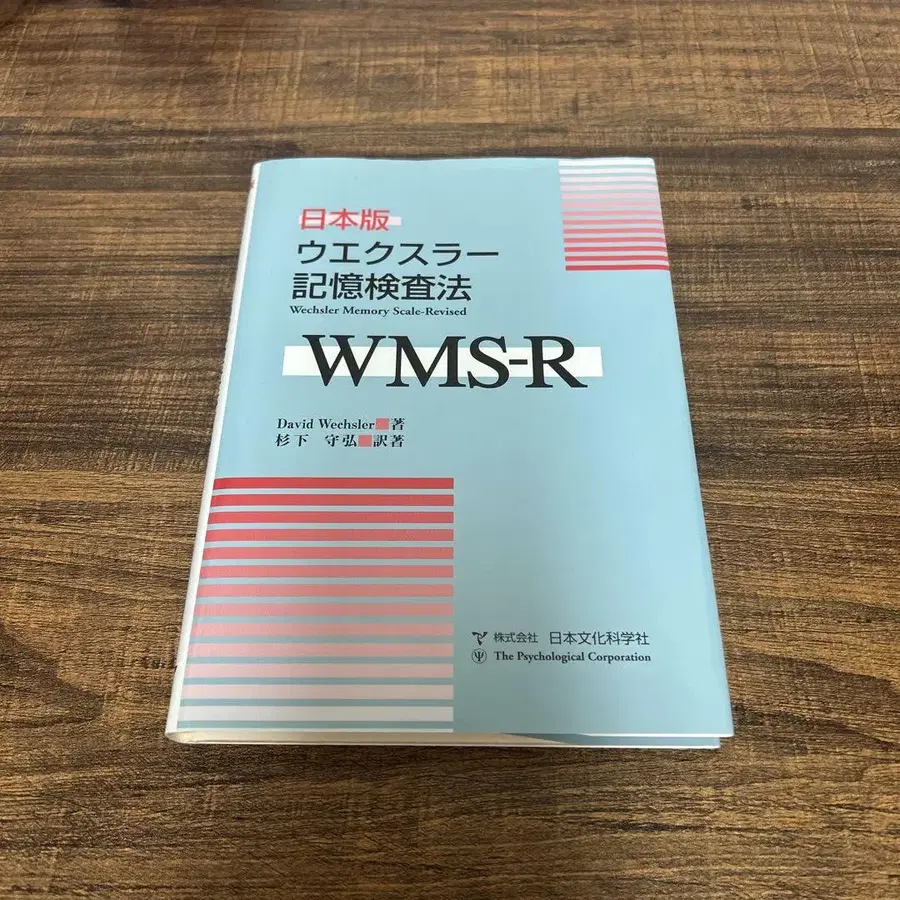 日本版
ウエクスラー
記憶検査法
Wechsler Memory Scale-Revised
WMS-R
David Wechsler■著
杉下 守弘■訳著
株式会社 日本文化科学社
The Psychological Corporation